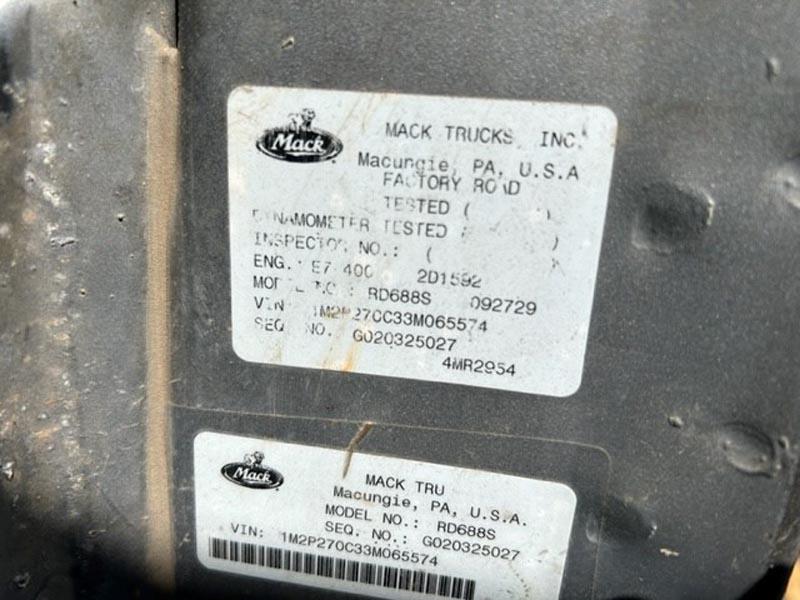 Mack
MACK TRUCKS, INC.
Macungie, PA, U.S.A
FACTORY ROAD
TESTED ( )
DYNAMOMETER TESTED ( )
INSPECTOR NO.: ( )
ENG. E7 400 2D1592
MODEL NO.: RD688S 092729
VIN: 1M2P270C33M065574
SEQ. NO. G020325027
4MR2954
Mack
MACK TRU
Macungie, PA, U.S.A.
MODEL NO.: RD688S
SEQ. NO.: G020325027
VIN: 1M2P270C33M065574